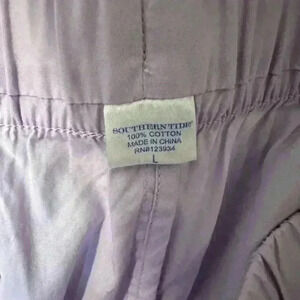 SOUTHERN TIDE®
100% COTTON
MADE IN CHINA
RN#123934
L